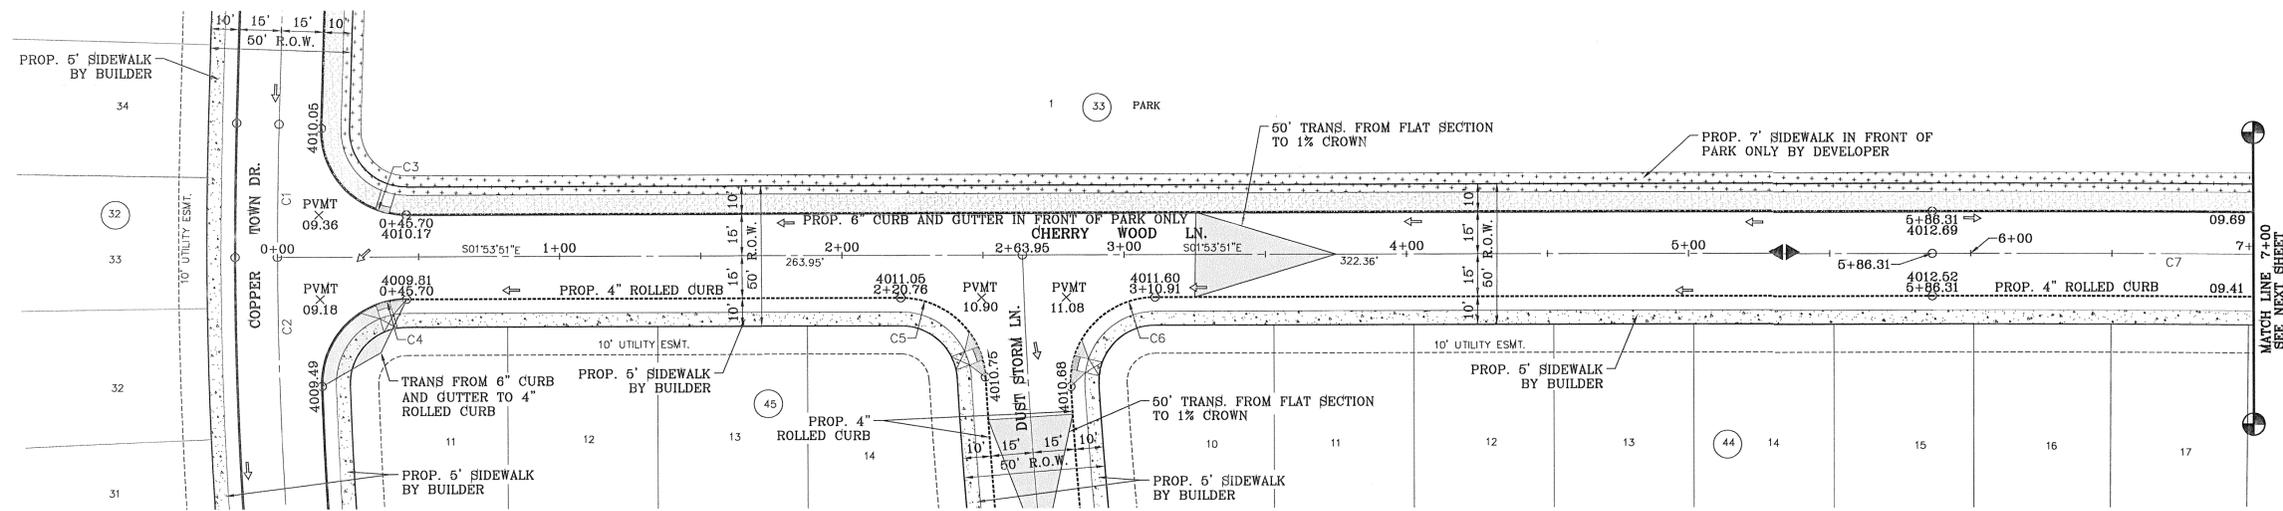 10' 15' 15' 10'
50' R.O.W.
PROP. 5' SIDEWALK
BY BUILDER
34
4010.05
1
33
PARK
50' TRANS. FROM FLAT SECTION
TO 1% CROWN
PROP. 7' SIDEWALK IN FRONT OF
PARK ONLY BY DEVELOPER
C3
32
10' UTILITY ESMT.
COPPER TOWN DR.
C1
PVMT
09.36
0+45.70
4010.17
10'
15'
50' R.O.W.
15'
10'
PROP. 6" CURB AND GUTTER IN FRONT OF PARK ONLY
CHERRY WOOD LN.
10'
15'
50' R.O.W.
15'
10'
5+86.31
4012.69
09.69
0+00
S01°53'51"E
1+00
2+00
2+63.95
3+00
S01°53'51"E
4+00
5+00
6+00
7+
33
263.95'
322.36'
5+86.31
C7
PVMT
09.18
4009.81
0+45.70
PROP. 4" ROLLED CURB
4011.05
2+20.76
PVMT
10.90
PVMT
11.08
4011.60
3+10.91
4012.52
5+86.31
PROP. 4" ROLLED CURB
09.41
MATCH LINE 7+00
SEE NEXT SHEET
C2
C4
C5
C6
10' UTILITY ESMT.
10' UTILITY ESMT.
32
4009.49
TRANS FROM 6" CURB
AND GUTTER TO 4"
ROLLED CURB
PROP. 5' SIDEWALK
BY BUILDER
4010.75
DUST STORM LN.
4010.68
PROP. 5' SIDEWALK
BY BUILDER
45
PROP. 4"
ROLLED CURB
50' TRANS. FROM FLAT SECTION
TO 1% CROWN
11
12
13
14
10' 15' 15' 10'
50' R.O.W.
10
11
12
13
44
14
15
16
17
31
PROP. 5' SIDEWALK
BY BUILDER
PROP. 5' SIDEWALK
BY BUILDER